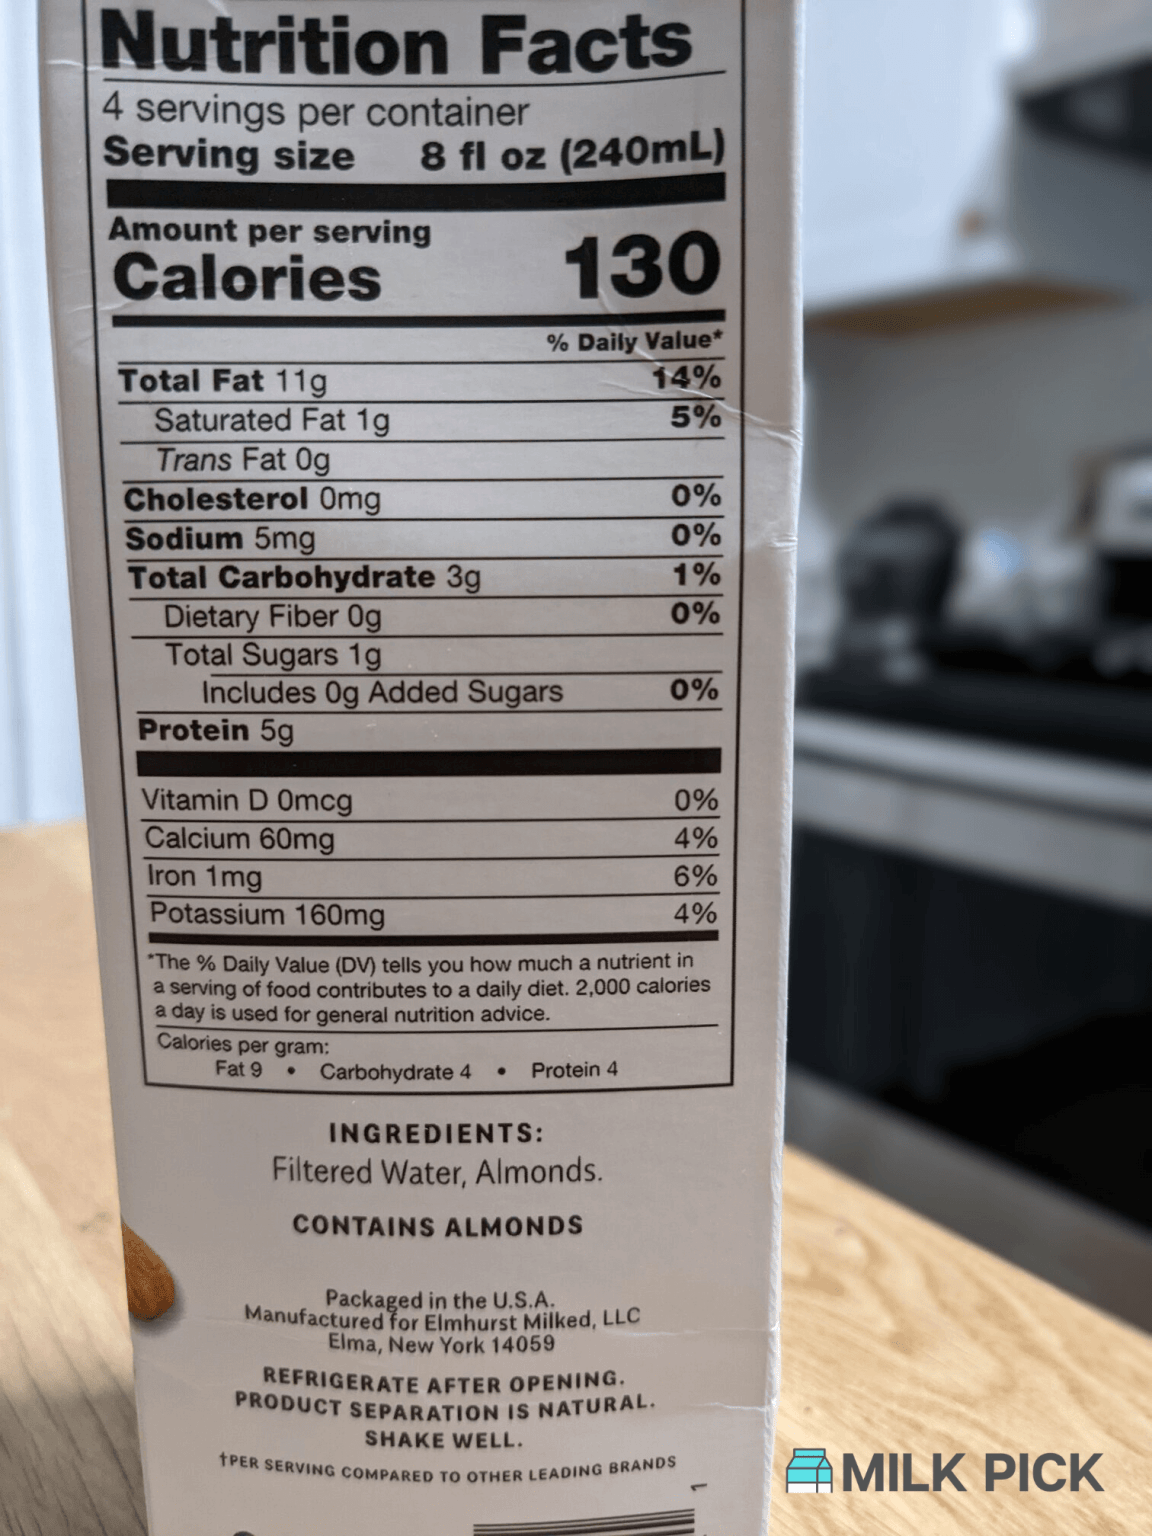 Nutrition Facts
4 servings per container
Serving size 8 fl oz (240mL)
Amount per serving
Calories 130
% Daily Value*
Total Fat 11g 14%
Saturated Fat 1g 5%
Trans Fat 0g
Cholesterol 0mg 0%
Sodium 5mg 0%
Total Carbohydrate 3g 1%
Dietary Fiber 0g 0%
Total Sugars 1g
Includes 0g Added Sugars 0%
Protein 5g
Vitamin D 0mcg 0%
Calcium 60mg 4%
Iron 1mg 6%
Potassium 160mg 4%
*The % Daily Value (DV) tells you how much a nutrient in
a serving of food contributes to a daily diet. 2,000 calories
a day is used for general nutrition advice.
Calories per gram:
Fat 9 • Carbohydrate 4 • Protein 4
INGREDIENTS:
Filtered Water, Almonds.
CONTAINS ALMONDS
Packaged in the U.S.A.
Manufactured for Elmhurst Milked, LLC
Elma, New York 14059
REFRIGERATE AFTER OPENING.
PRODUCT SEPARATION IS NATURAL.
SHAKE WELL.
†PER SERVING COMPARED TO OTHER LEADING BRANDS
1
MILK PICK